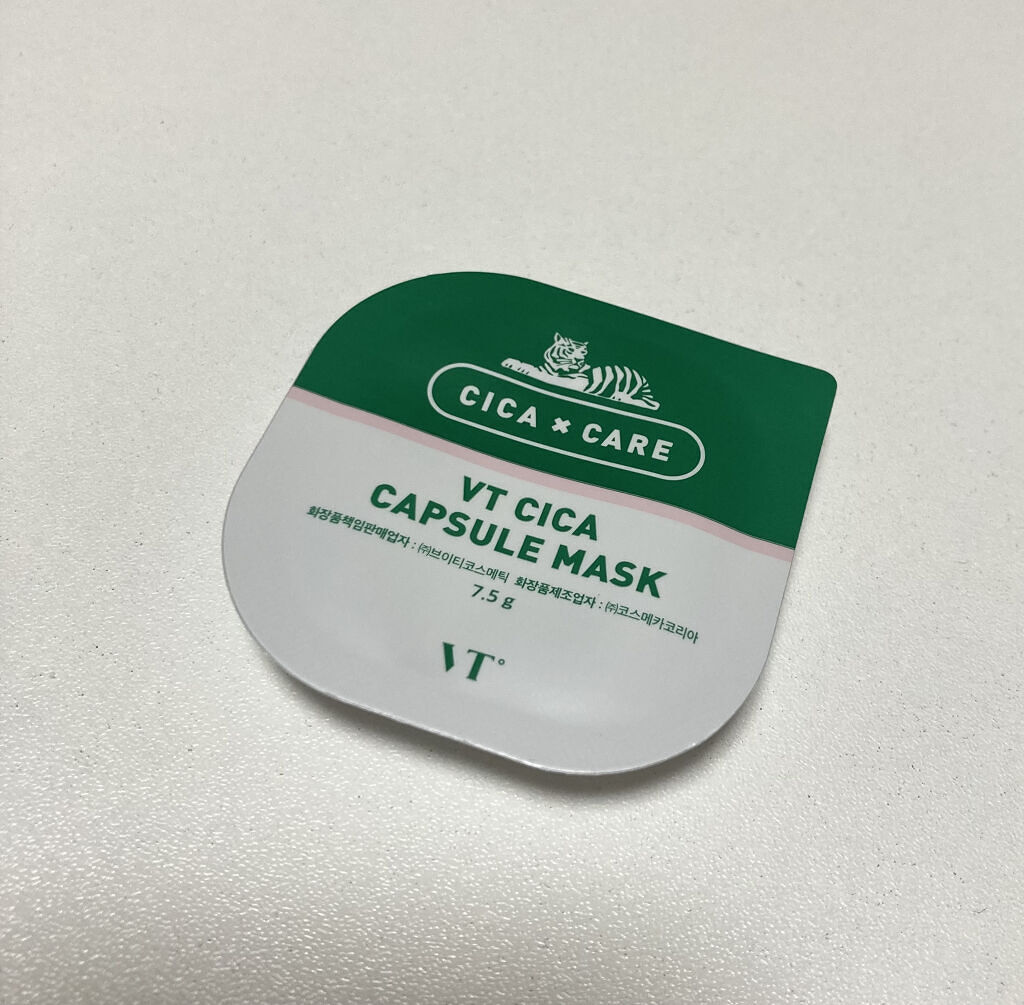 CICA × CARE
VT CICA
CAPSULE MASK
화장품책임판매업자 : ㈜브이티코스메틱 화장품제조업자 : ㈜코스메카코리아
7.5 g
VT°